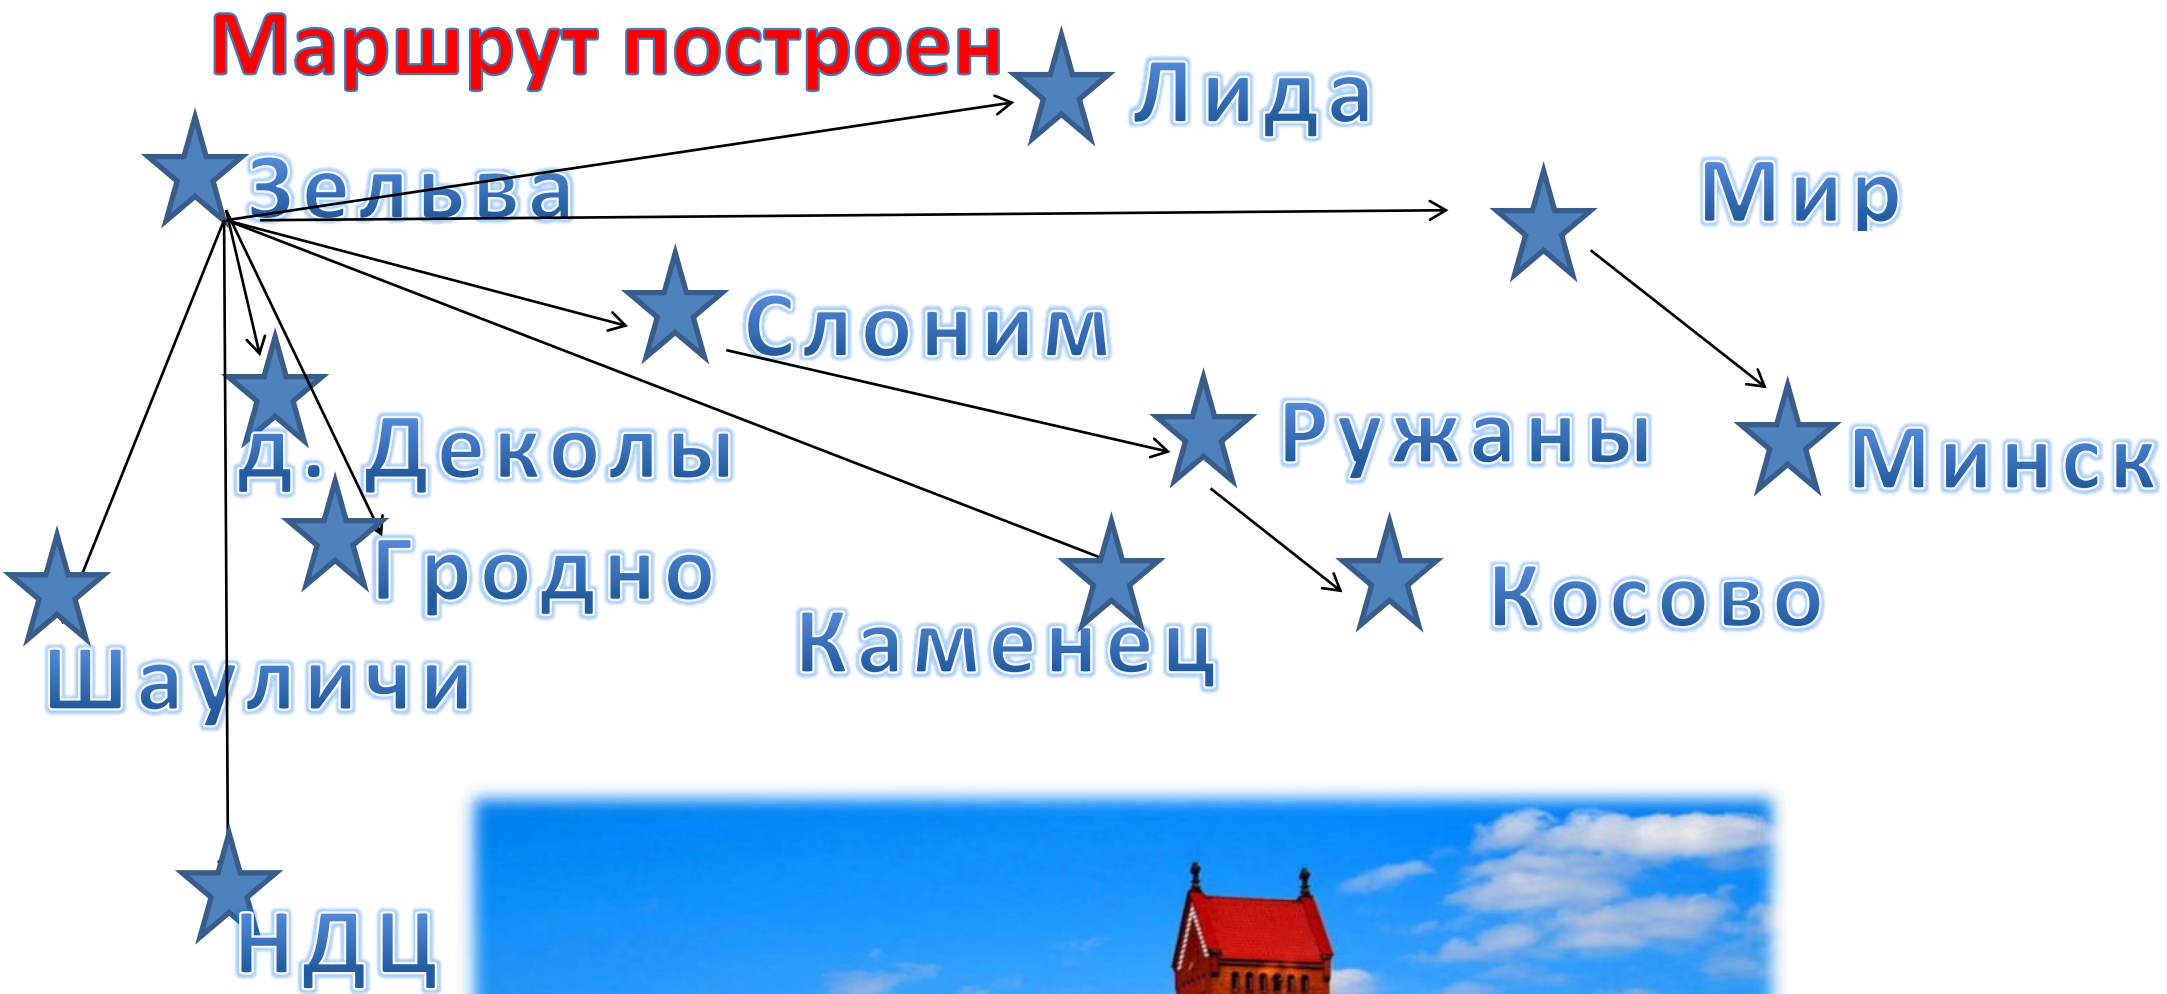 Маршрут построен
Лида
Зельва
Мир
Слоним
Ружаны
д. Деколы
Минск
Гродно
Косово
Каменец
Шауличи
НДЦ